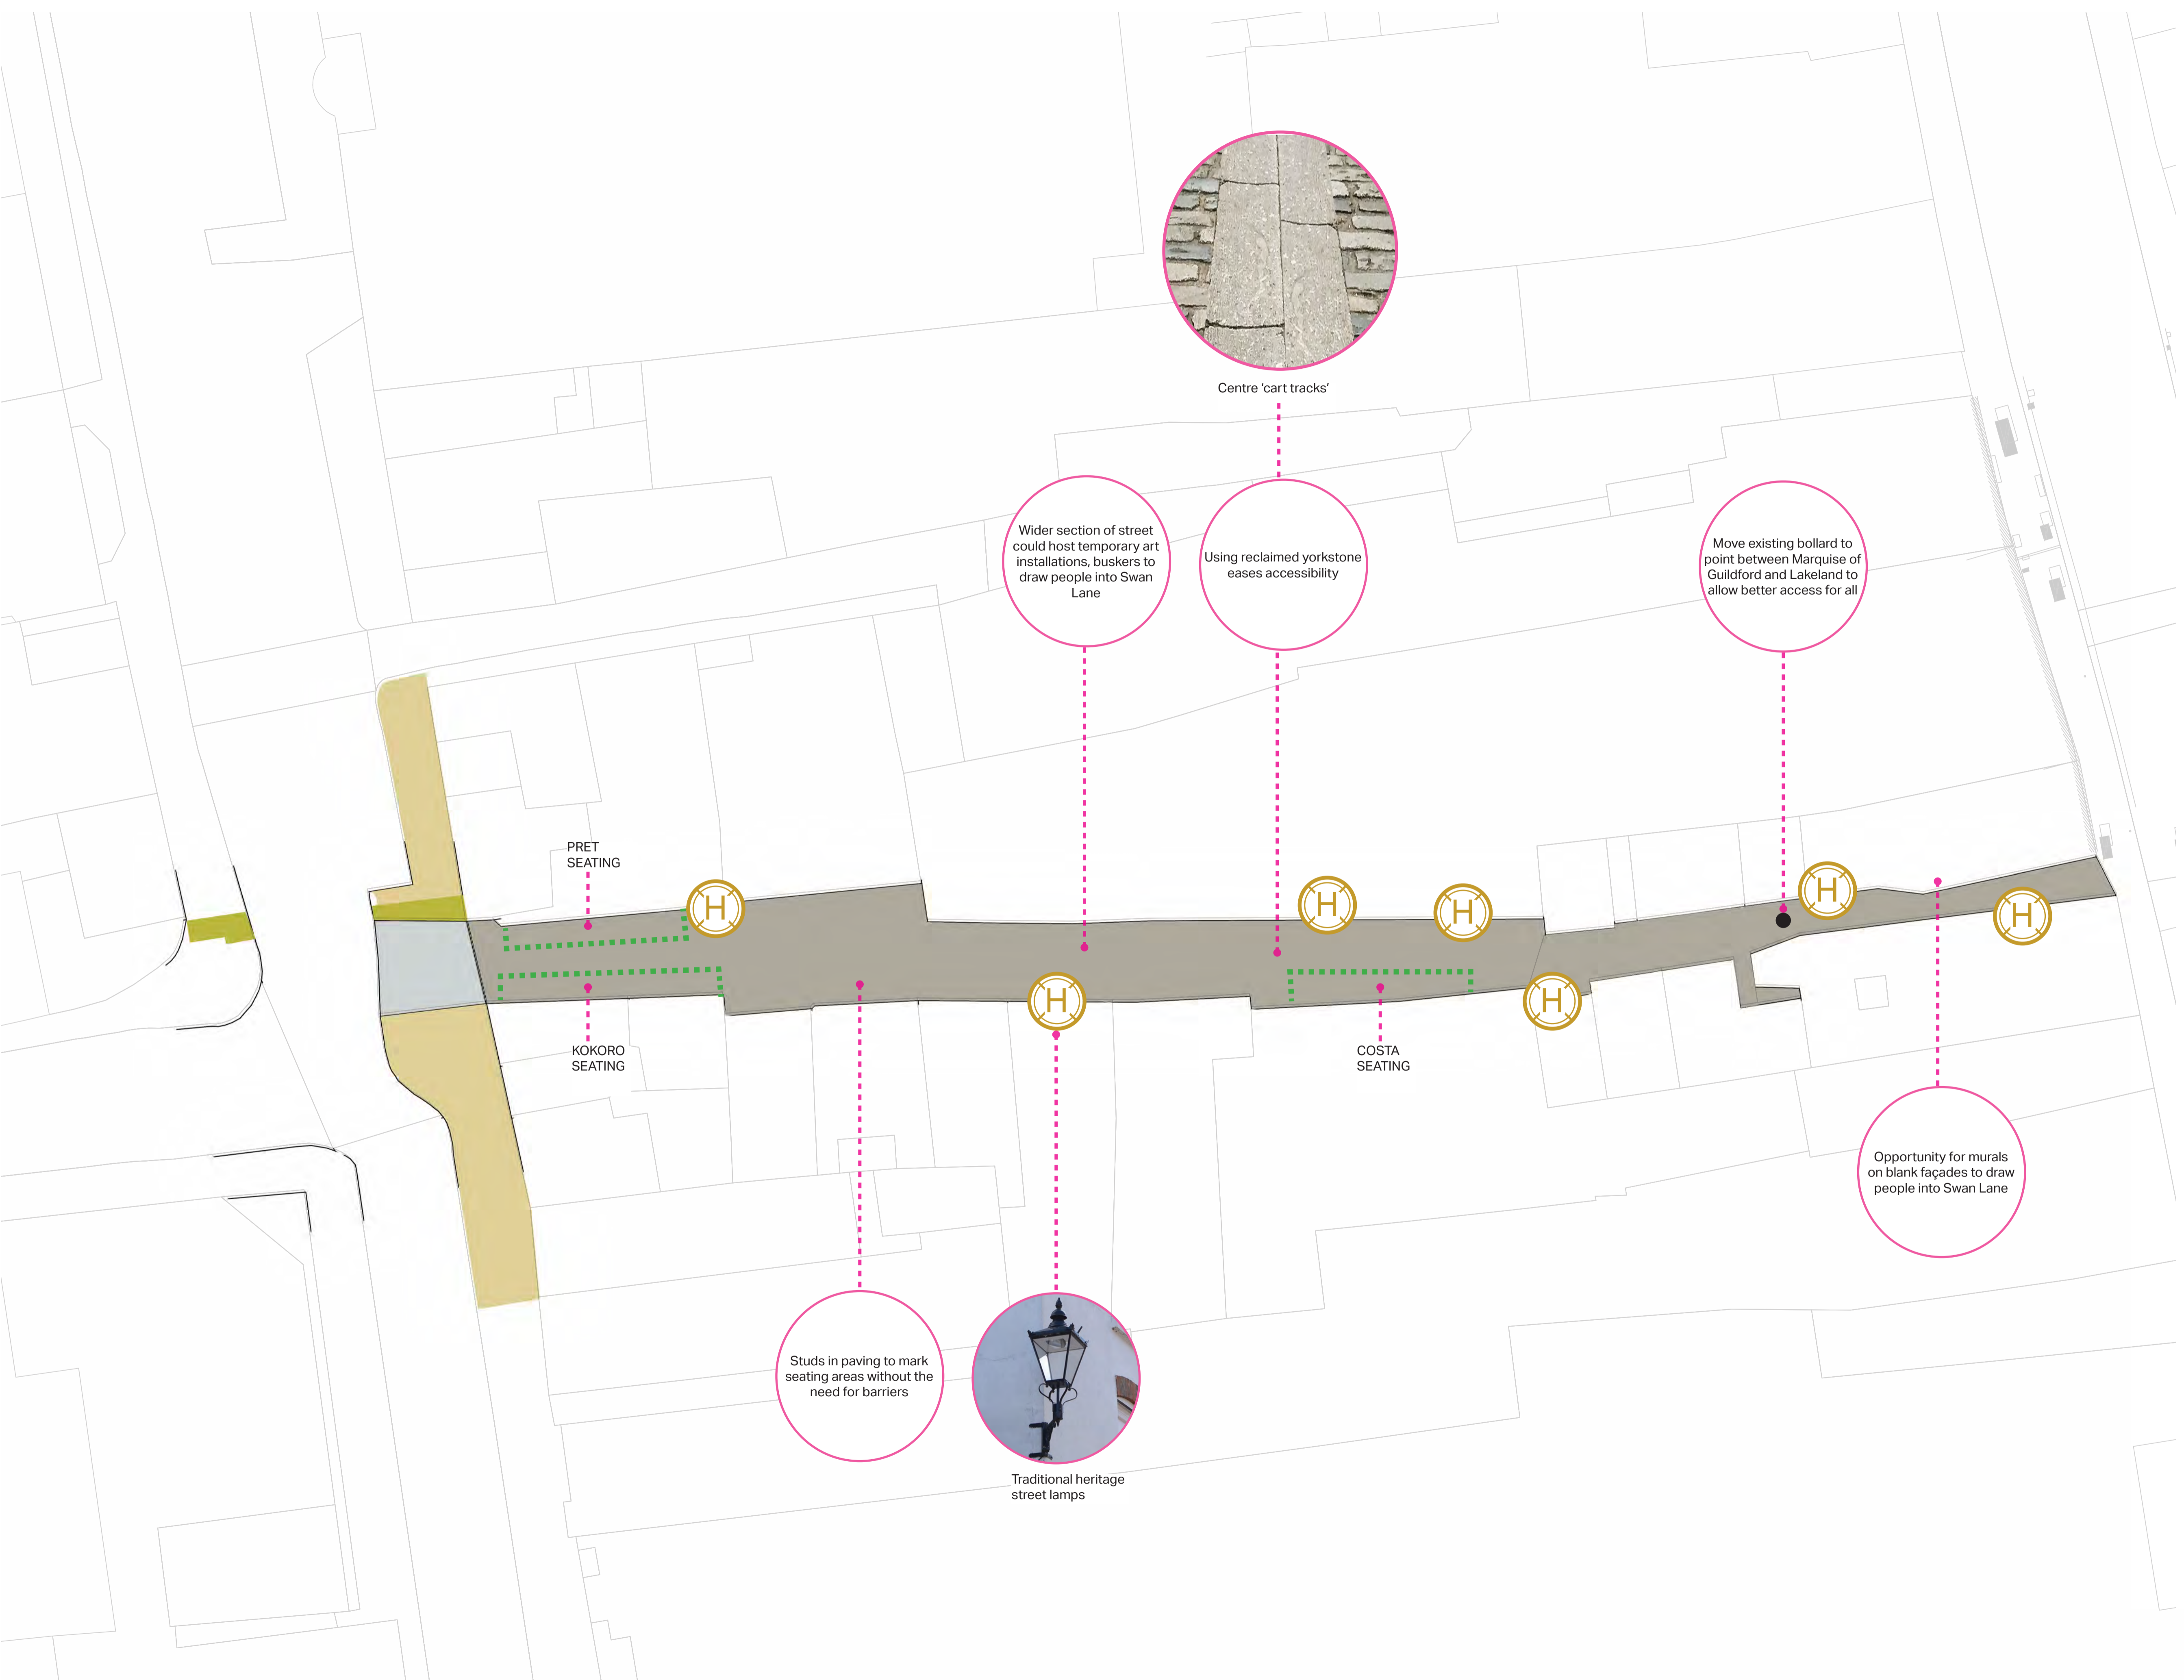 Centre ‘cart tracks’
Wider section of street
could host temporary art
installations, buskers to
draw people into Swan
Lane
Using reclaimed yorkstone
eases accessibility
Move existing bollard to
point between Marquise of
Guildford and Lakeland to
allow better access for all
PRET
SEATING
H
H
H
H
H
H
H
KOKORO
SEATING
COSTA
SEATING
Opportunity for murals
on blank façades to draw
people into Swan Lane
Studs in paving to mark
seating areas without the
need for barriers
Traditional heritage
street lamps